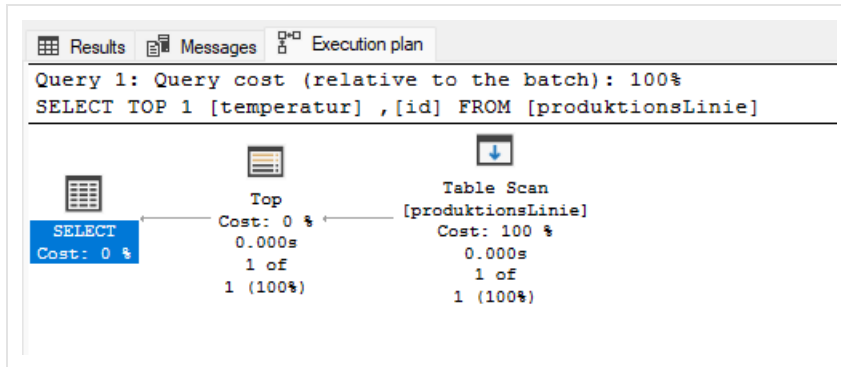 Results Messages Execution plan
Query 1: Query cost (relative to the batch): 100%
SELECT TOP 1 [temperatur] ,[id] FROM [produktionsLinie]
SELECT
Cost: 0 %
Top
Cost: 0 %
0.000s
1 of
1 (100%)
Table Scan
[produktionsLinie]
Cost: 100 %
0.000s
1 of
1 (100%)